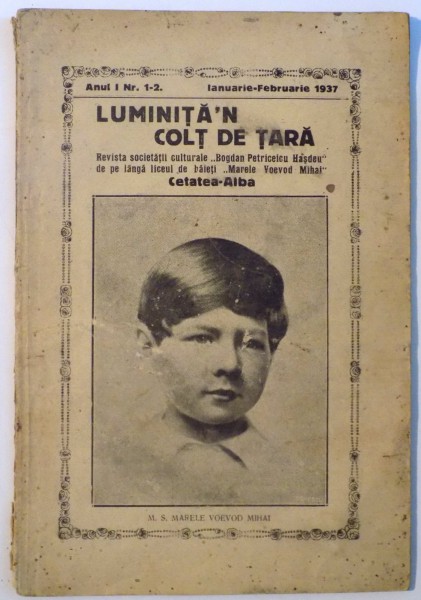 Anul I Nr. 1-2. Ianuarie-Februarie 1937
LUMINIȚĂ'N
COLȚ DE ȚARĂ
Revista societății culturale „Bogdan Petriceicu Hașdeu"
de pe lângă liceul de băieți „Marele Voevod Mihai"
Cetatea-Alba
M. S. MARELE VOEVOD MIHAI